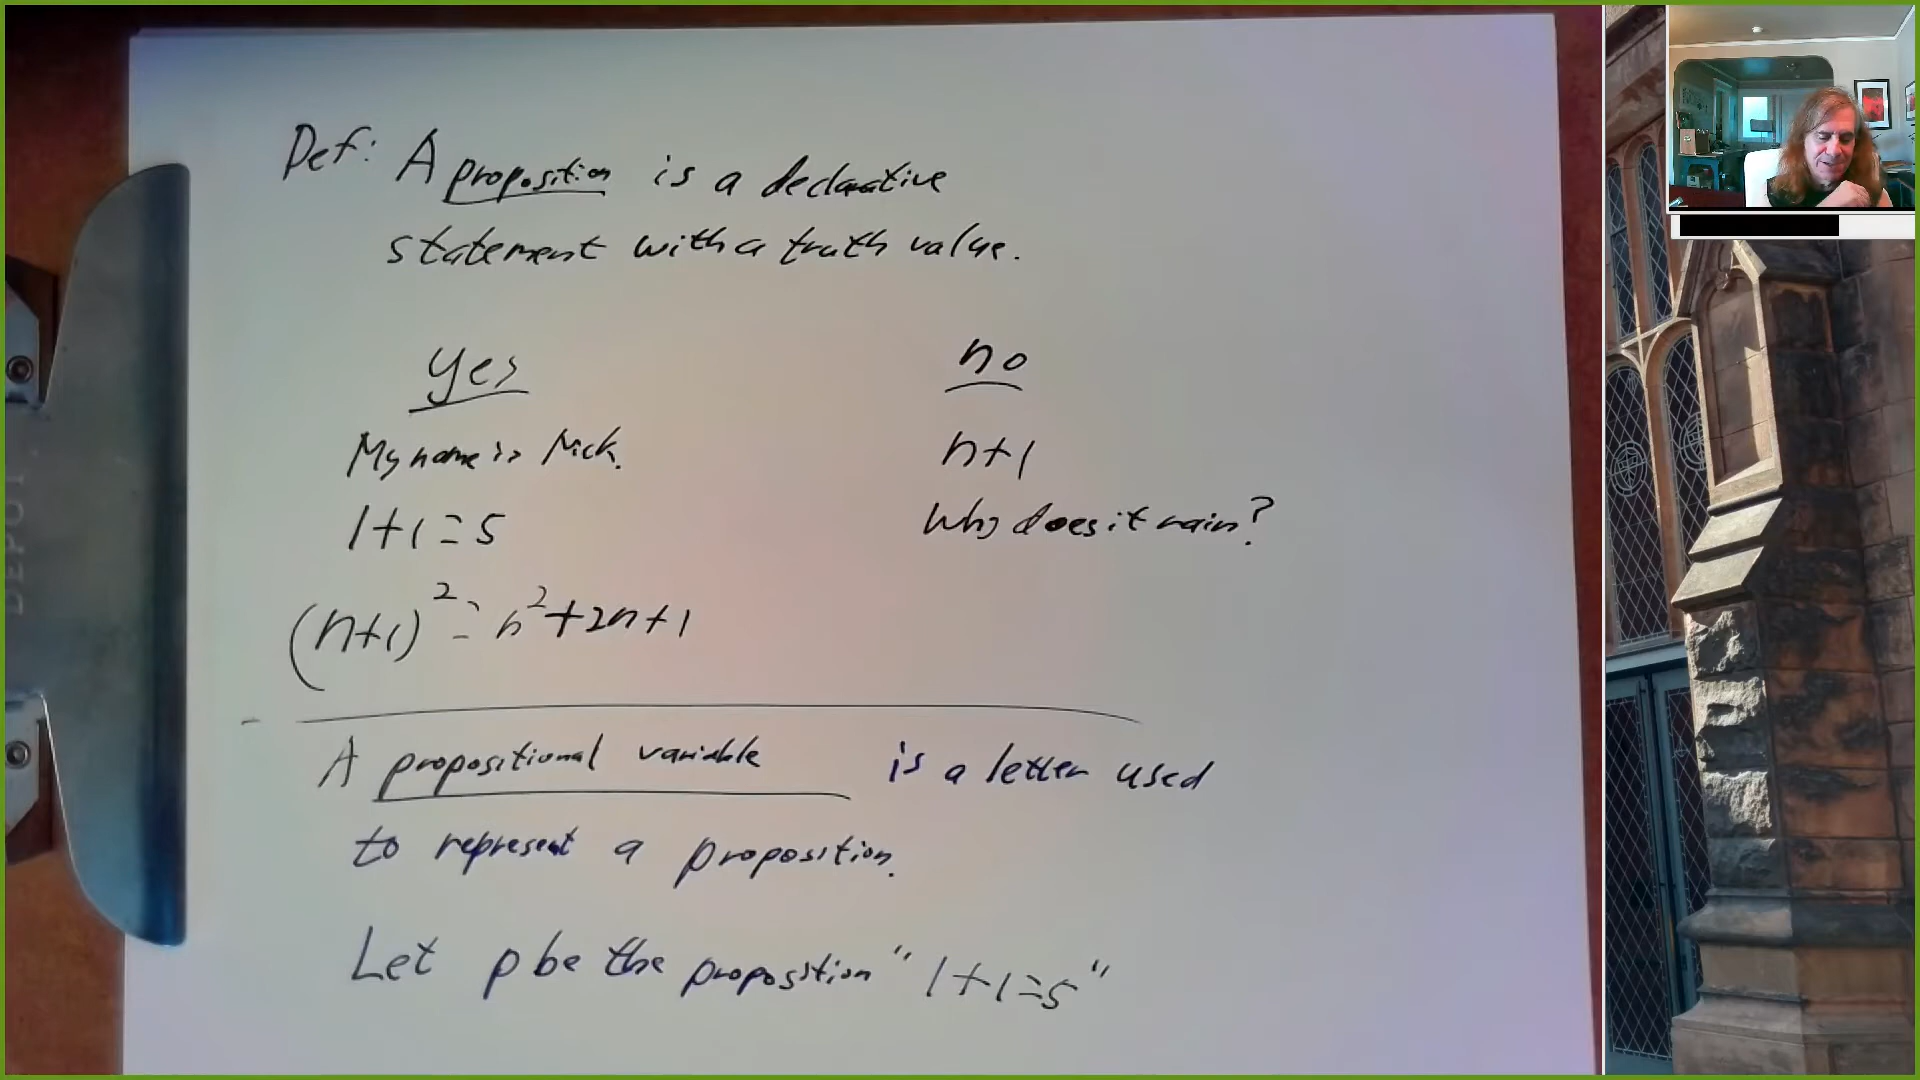 Def: A proposition is a declarative
statement with a truth value.
yes
no
My name is Nick.
n+1
1+1=5
Why does it rain?
(n+1)² = n²+2n+1
A propositional variable is a letter used
to represent a proposition.
Let p be the proposition "1+1=5"
DEPOT